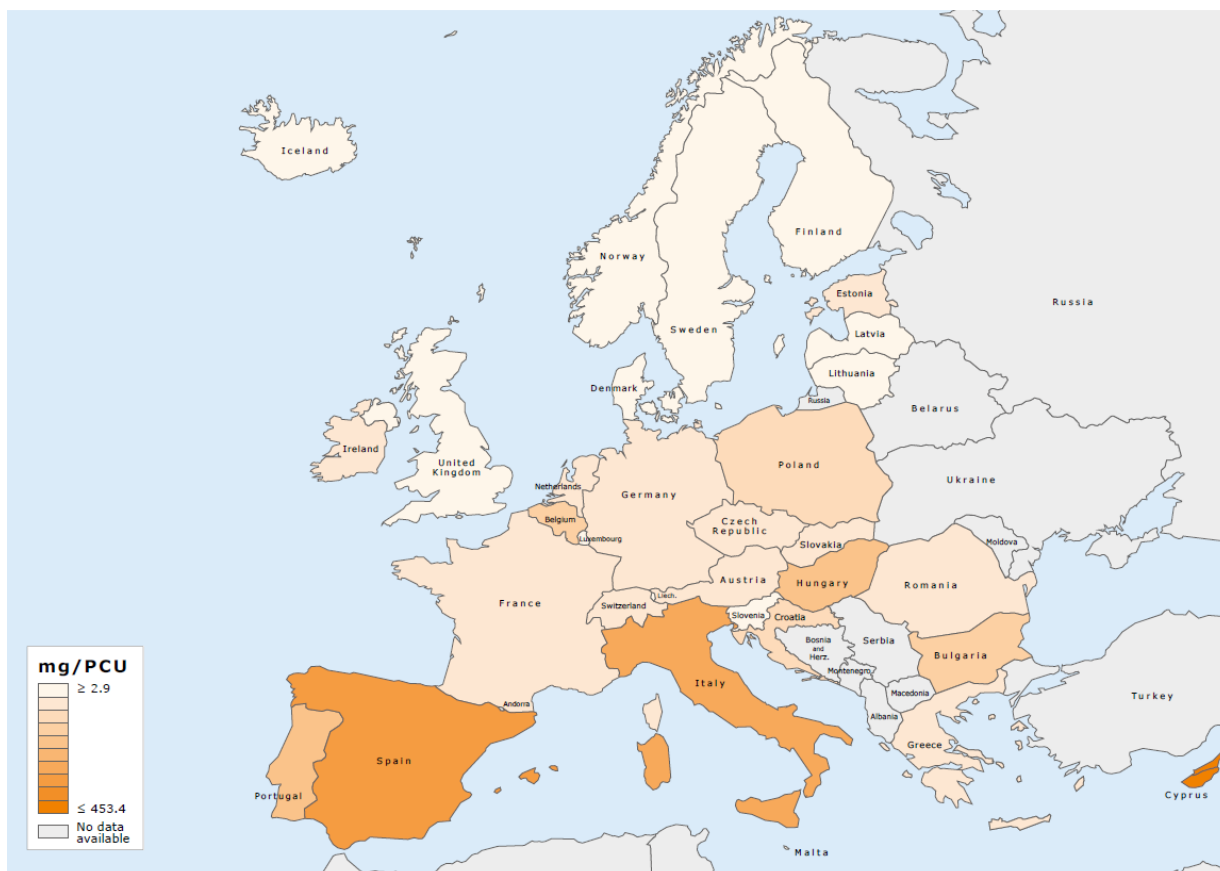 Iceland
Norway
Finland
Sweden
Estonia
Russia
Latvia
Denmark
Lithuania
Russia
Belarus
Ireland
United
Kingdom
Netherlands
Germany
Poland
Ukraine
Belgium
Luxembourg
Czech
Republic
Slovakia
Moldova
Austria
Hungary
Romania
France
Switzerland
Liech.
Slovenia
Croatia
Bosnia
and
Herz.
Serbia
Bulgaria
Montenegro
Italy
Macedonia
Turkey
Andorra
Albania
Greece
Spain
Portugal
Cyprus
Malta
mg/PCU
≥ 2.9
≤ 453.4
No data
available